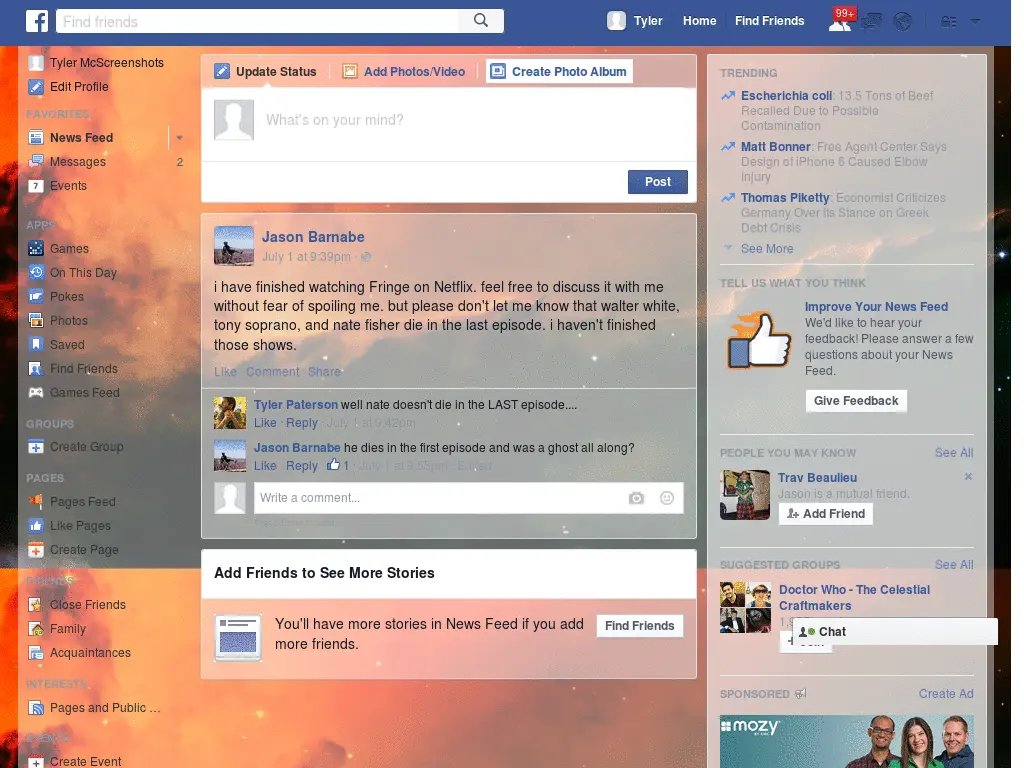 Find friends
Tyler
Home
Find Friends
99+
Tyler McScreenshots
Edit Profile
FAVORITES
News Feed
Messages 2
7 Events
APPS
Games
On This Day
Pokes
Photos
Saved
Find Friends
Games Feed
GROUPS
Create Group
PAGES
Pages Feed
Like Pages
Create Page
FRIENDS
Close Friends
Family
Acquaintances
INTERESTS
Pages and Public ...
EVENTS
Create Event
Update Status
Add Photos/Video
Create Photo Album
What's on your mind?
Post
Jason Barnabe
July 1 at 9:39pm ·
i have finished watching Fringe on Netflix. feel free to discuss it with me
without fear of spoiling me. but please don't let me know that walter white,
tony soprano, and nate fisher die in the last episode. i haven't finished
those shows.
Like · Comment · Share
Tyler Paterson well nate doesn't die in the LAST episode....
Like · Reply · July 1 at 9:42pm
Jason Barnabe he dies in the first episode and was a ghost all along?
Like · Reply · 1 · July 1 at 9:55pm · Edited
Write a comment...
Add Friends to See More Stories
You'll have more stories in News Feed if you add
more friends.
Find Friends
TRENDING
Escherichia coli: 13.5 Tons of Beef
Recalled Due to Possible
Contamination
Matt Bonner: Free Agent Center Says
Design of iPhone 6 Caused Elbow
Injury
Thomas Piketty: Economist Criticizes
Germany Over Its Stance on Greek
Debt Crisis
See More
TELL US WHAT YOU THINK
Improve Your News Feed
We'd like to hear your
feedback! Please answer a few
questions about your News
Feed.
Give Feedback
PEOPLE YOU MAY KNOW See All
Trav Beaulieu
Jason is a mutual friend.
Add Friend
SUGGESTED GROUPS See All
Doctor Who - The Celestial
Craftmakers
Chat
SPONSORED Create Ad
mozy